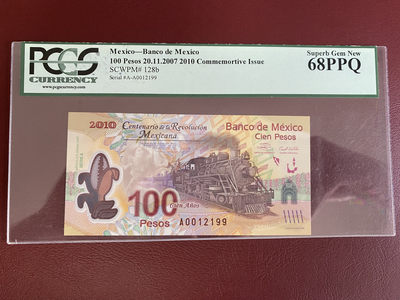 PCGS
CURRENCY
www.pcgscurrency.com
Mexico—Banco de Mexico
100 Pesos 20.11.2007 2010 Commemortive Issue
SCWPM# 128b
Serial #A-A0012199
Superb Gem New
68PPQ
2010
Centenario de la Revolución
Mexicana
Banco de México
Cien Pesos
100
Pesos
Cien Años
A0012199